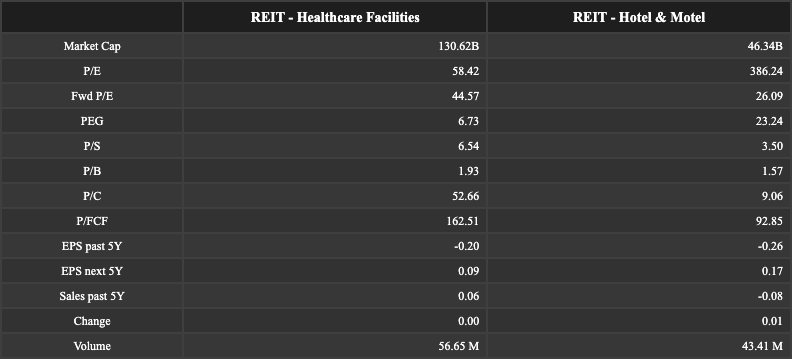 REIT - Healthcare Facilities REIT - Hotel & Motel
Market Cap 130.62B 46.34B
P/E 58.42 386.24
Fwd P/E 44.57 26.09
PEG 6.73 23.24
P/S 6.54 3.50
P/B 1.93 1.57
P/C 52.66 9.06
P/FCF 162.51 92.85
EPS past 5Y -0.20 -0.26
EPS next 5Y 0.09 0.17
Sales past 5Y 0.06 -0.08
Change 0.00 0.01
Volume 56.65 M 43.41 M